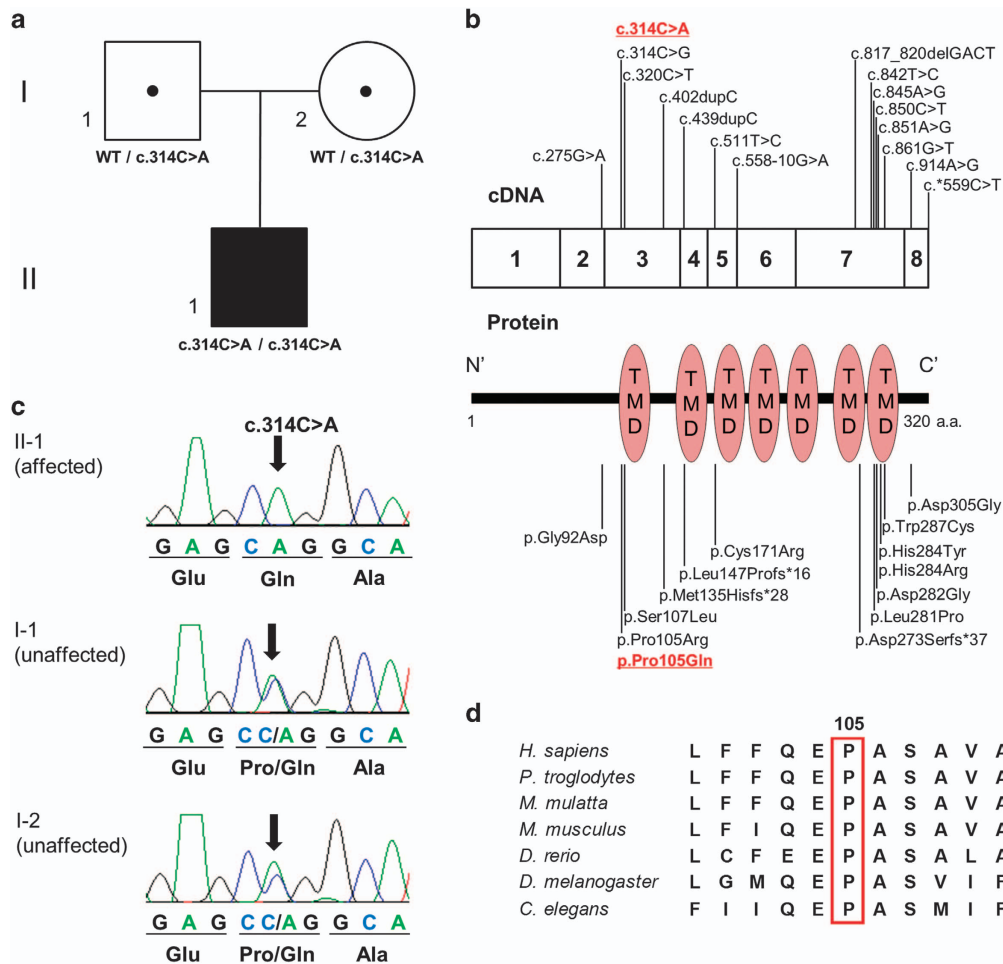 a
I
1
2
WT / c.314C>A
WT / c.314C>A
II
1
c.314C>A / c.314C>A
b
c.314C>A
c.314C>G
c.320C>T
c.402dupC
c.439dupC
c.511T>C
c.558-10G>A
c.275G>A
c.817_820delGACT
c.842T>C
c.845A>G
c.850C>T
c.851A>G
c.861G>T
c.914A>G
c.*559C>T
cDNA
1 2 3 4 5 6 7 8
Protein
N' C'
TMD TMD TMD TMD TMD TMD TMD
1 320 a.a.
p.Gly92Asp
p.Cys171Arg
p.Leu147Profs*16
p.Met135Hisfs*28
p.Ser107Leu
p.Pro105Arg
p.Pro105Gln
p.Asp305Gly
p.Trp287Cys
p.His284Tyr
p.His284Arg
p.Asp282Gly
p.Leu281Pro
p.Asp273Serfs*37
c
c.314C>A
II-1
(affected)
G A G C A G G C A
Glu Gln Ala
I-1
(unaffected)
G A G C C/A G G C A
Glu Pro/Gln Ala
I-2
(unaffected)
G A G C C/A G G C A
Glu Pro/Gln Ala
d
105
H. sapiens L F F Q E P A S A V A
P. troglodytes L F F Q E P A S A V A
M. mulatta L F F Q E P A S A V A
M. musculus L F I Q E P A S A V A
D. rerio L C F E E P A S A L A
D. melanogaster L G M Q E P A S V I F
C. elegans F I I Q E P A S M I F